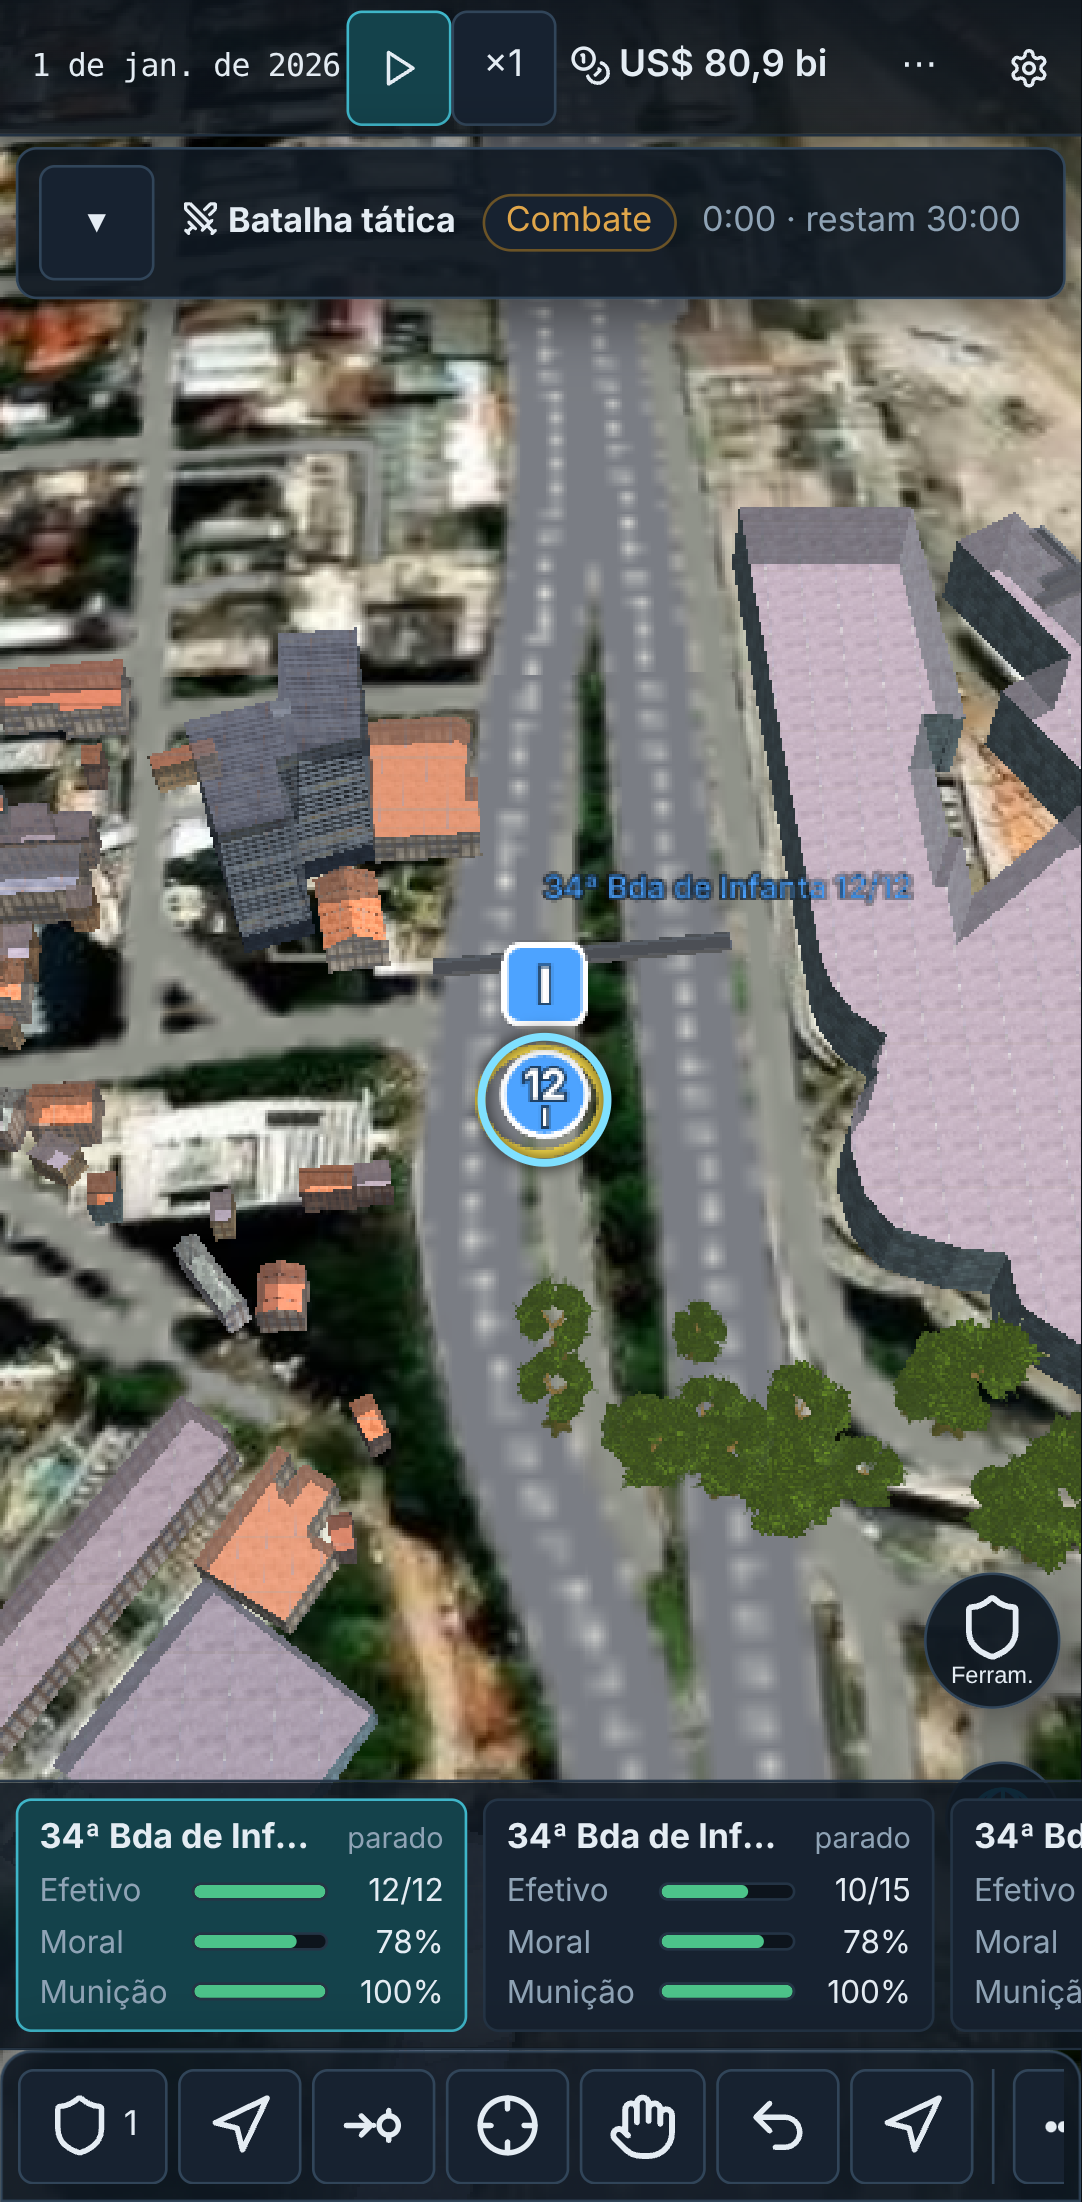 1 de jan. de 2026 ×1 US$ 80,9 bi ...
▼ Batalha tática Combate 0:00 · restam 30:00
34ª Bda de Infanta 12/12
I
12
I
Ferram.
34ª Bda de Inf... parado
Efetivo 12/12
Moral 78%
Munição 100%
34ª Bda de Inf... parado
Efetivo 10/15
Moral 78%
Munição 100%
34ª Bd
Efetivo
Moral
Muniçã
1